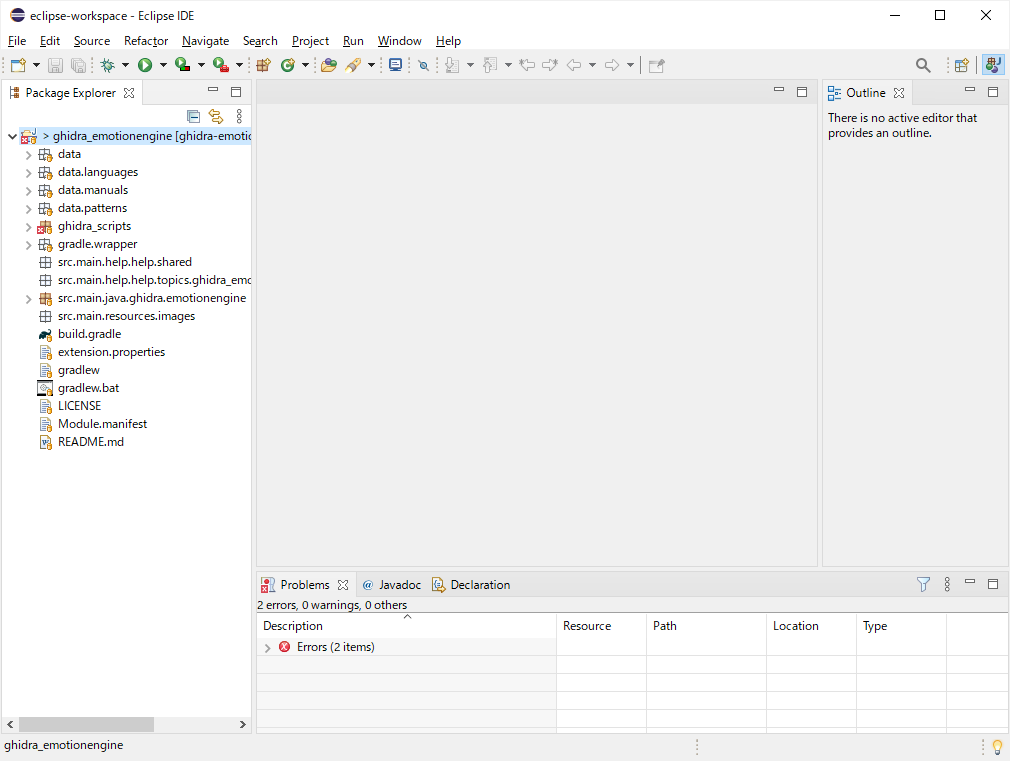 eclipse-workspace - Eclipse IDE
File Edit Source Refactor Navigate Search Project Run Window Help
Package Explorer
> ghidra_emotionengine [ghidra-emotic
data
data.languages
data.manuals
data.patterns
ghidra_scripts
gradle.wrapper
src.main.help.help.shared
src.main.help.help.topics.ghidra_emo
src.main.java.ghidra.emotionengine
src.main.resources.images
build.gradle
extension.properties
gradlew
gradlew.bat
LICENSE
Module.manifest
README.md
Outline
There is no active editor that
provides an outline.
Problems Javadoc Declaration
2 errors, 0 warnings, 0 others
Description Resource Path Location Type
Errors (2 items)
ghidra_emotionengine